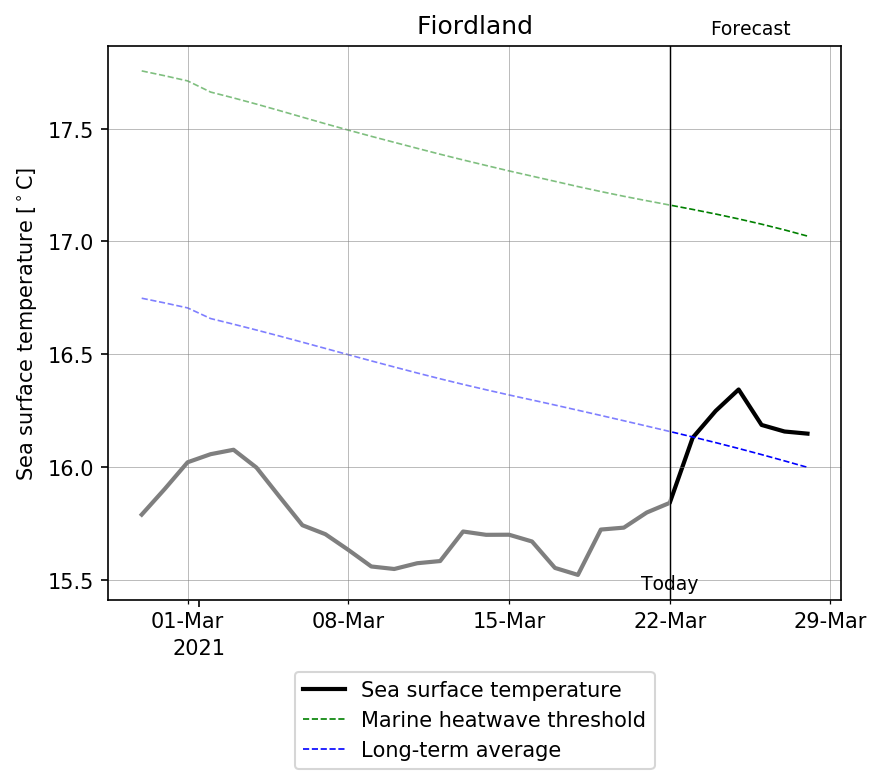 Fiordland
Forecast
Sea surface temperature [°C]
17.5
17.0
16.5
16.0
15.5
Today
01-Mar
08-Mar
15-Mar
22-Mar
29-Mar
2021
Sea surface temperature
Marine heatwave threshold
Long-term average